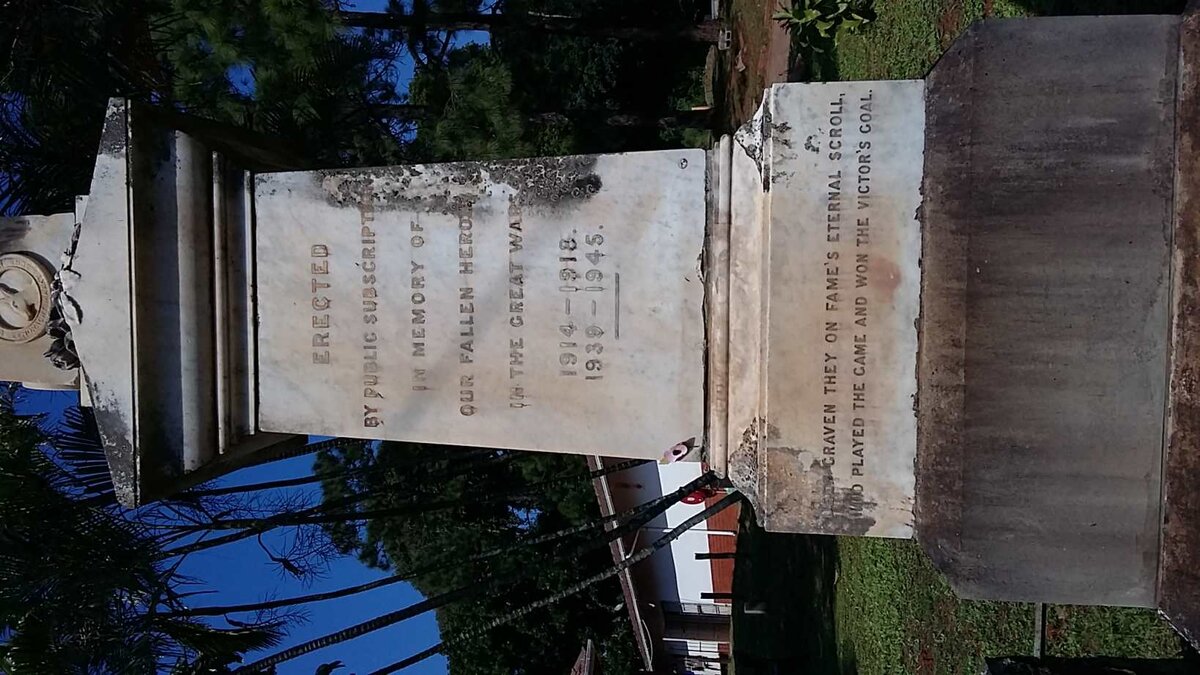 ERECTED
BY PUBLIC SUBSCRIPTION
IN MEMORY OF
OUR FALLEN HEROES
IN THE GREAT WAR
1914-1918.
1939-1945.
GRAVEN THEY ON FAME'S ETERNAL SCROLL,
WHO PLAYED THE GAME AND WON THE VICTOR'S GOAL.